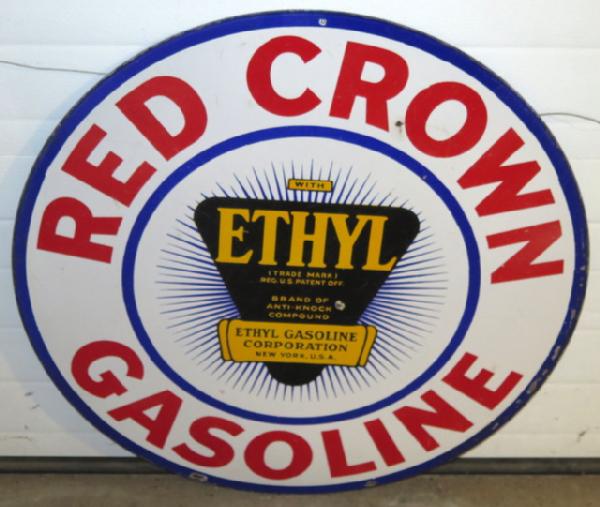 RED CROWN
WITH
ETHYL
(TRADE MARK)
REG. U.S. PATENT OFF.
BRAND OF
ANTI-KNOCK
COMPOUND
ETHYL GASOLINE
CORPORATION
NEW YORK, U.S.A.
GASOLINE